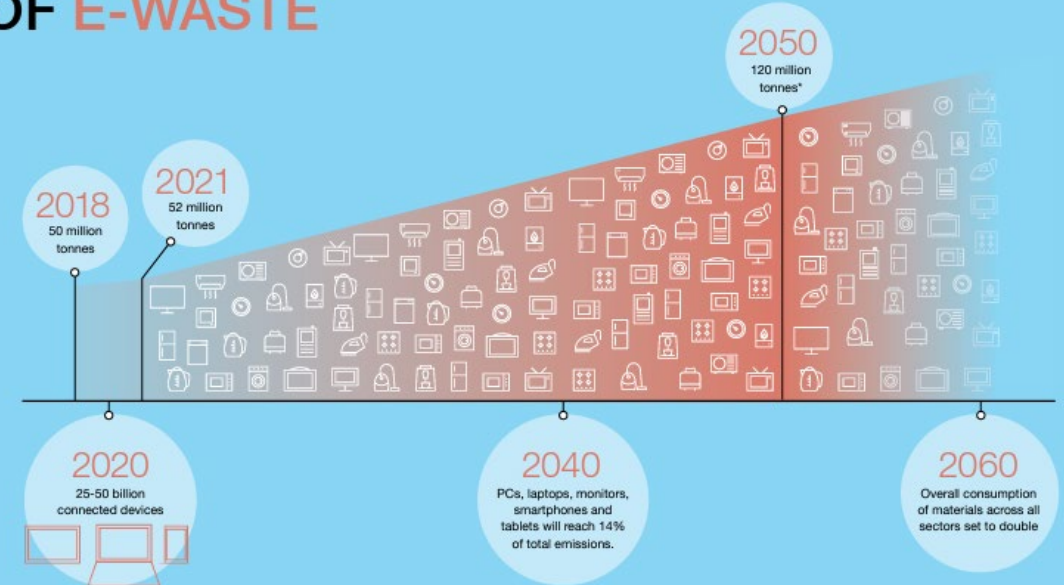 OF E-WASTE
2050
120 million
tonnes*
2021
52 million
tonnes
2018
50 million
tonnes
2020
25-50 billion
connected devices
2040
PCs, laptops, monitors,
smartphones and
tablets will reach 14%
of total emissions.
2060
Overall consumption
of materials across all
sectors set to double